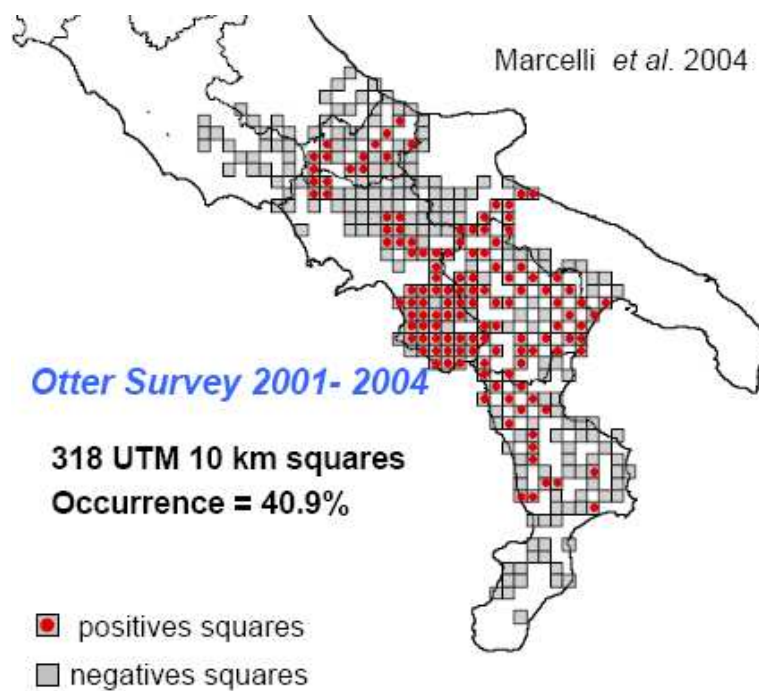 Marcelli et al. 2004
Otter Survey 2001- 2004
318 UTM 10 km squares
Occurrence = 40.9%
positives squares
negatives squares